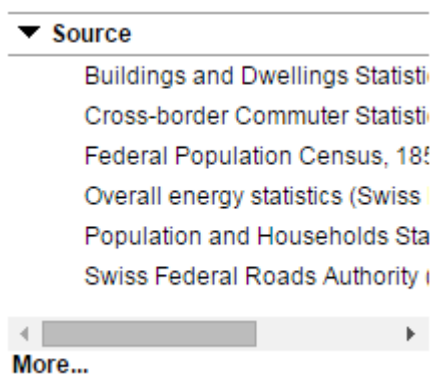 Source
Buildings and Dwellings Statisti
Cross-border Commuter Statisti
Federal Population Census, 185
Overall energy statistics (Swiss
Population and Households Sta
Swiss Federal Roads Authority
More...